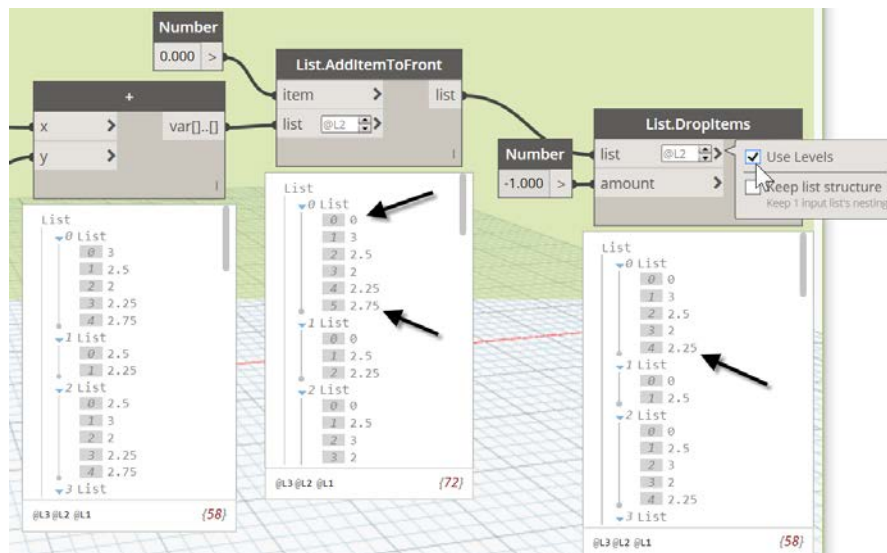 Number
0.000 >
List.AddItemToFront
item > list
list @L2 >
+
x > var[]..[]
y >
l
l
List.DropItems
Number
list @L2 >
-1.000 >
amount >
Use Levels
Keep list structure
Keep 1 input list's nesting
List
0 List
0 3
1 2.5
2 2
3 2.25
4 2.75
1 List
0 2.5
1 2.25
2 List
0 2.5
1 3
2 2
3 2.25
4 2.75
3 List
@L3 @L2 @L1 {58}
List
0 List
0 0
1 3
2 2.5
3 2
4 2.25
5 2.75
1 List
0 0
1 2.5
2 2.25
2 List
0 0
1 2.5
2 3
3 2
@L3 @L2 @L1 {72}
List
0 List
0 0
1 3
2 2.5
3 2
4 2.25
1 List
0 0
1 2.5
2 List
0 0
1 2.5
2 3
3 2
4 2.25
3 List
@L3 @L2 @L1 {58}